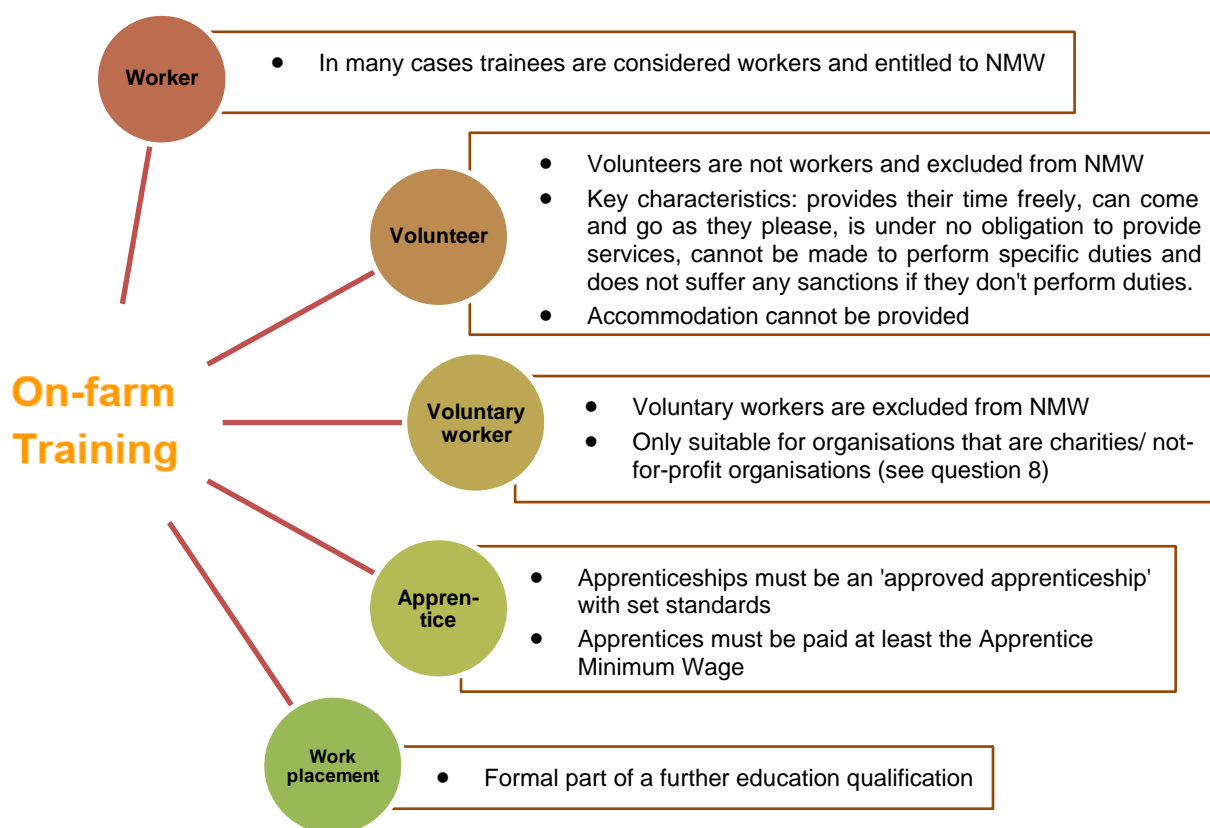 Worker
• In many cases trainees are considered workers and entitled to NMW
Volunteer
• Volunteers are not workers and excluded from NMW
• Key characteristics: provides their time freely, can come
and go as they please, is under no obligation to provide
services, cannot be made to perform specific duties and
does not suffer any sanctions if they don't perform duties.
• Accommodation cannot be provided
On-farm
Training
Voluntary
worker
• Voluntary workers are excluded from NMW
• Only suitable for organisations that are charities/ not-
for-profit organisations (see question 8)
Appren-
tice
• Apprenticeships must be an 'approved apprenticeship'
with set standards
• Apprentices must be paid at least the Apprentice
Minimum Wage
Work
placement
• Formal part of a further education qualification